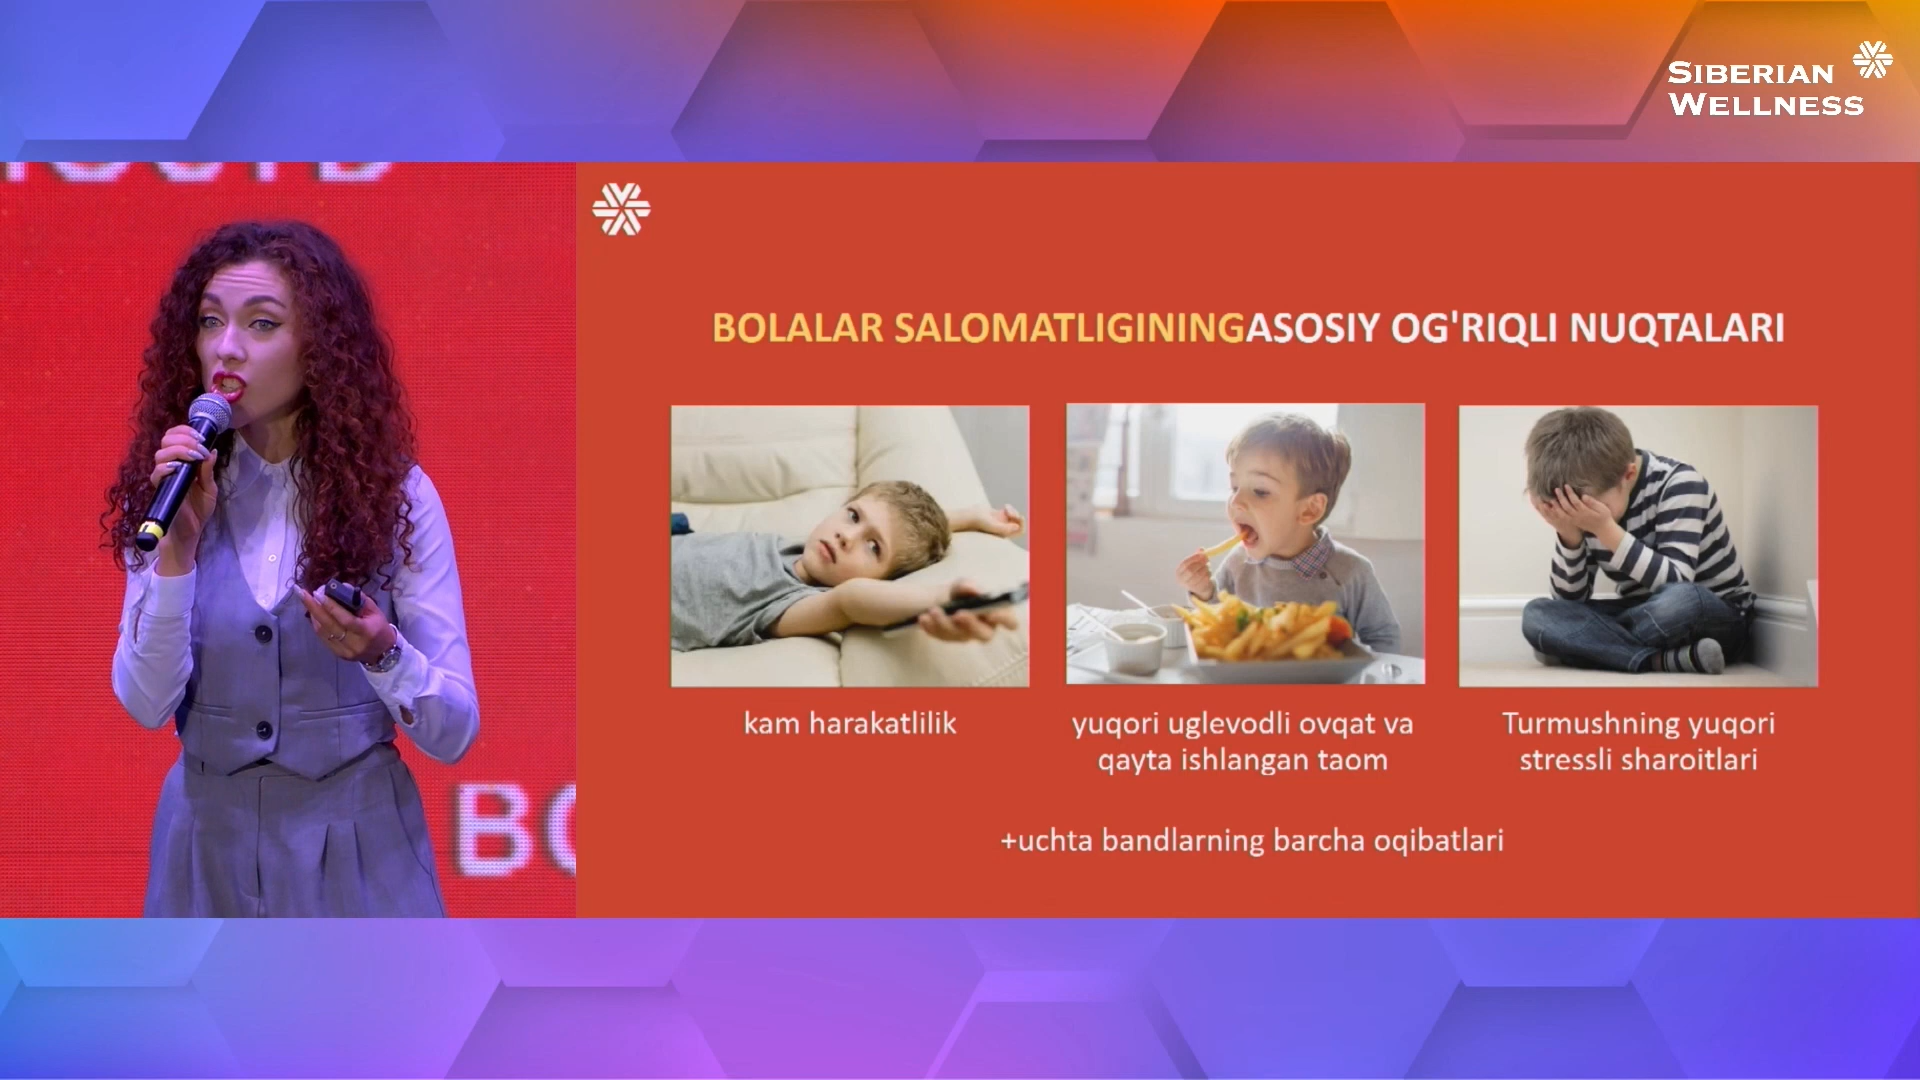 SIBERIAN
WELLNESS
BOLALAR SALOMATLIGININGASOSIY OG'RIQLI NUQTALARI
kam harakatlilik
yuqori uglevodli ovqat va
qayta ishlangan taom
Turmushning yuqori
stressli sharoitlari
+uchta bandlarning barcha oqibatlari